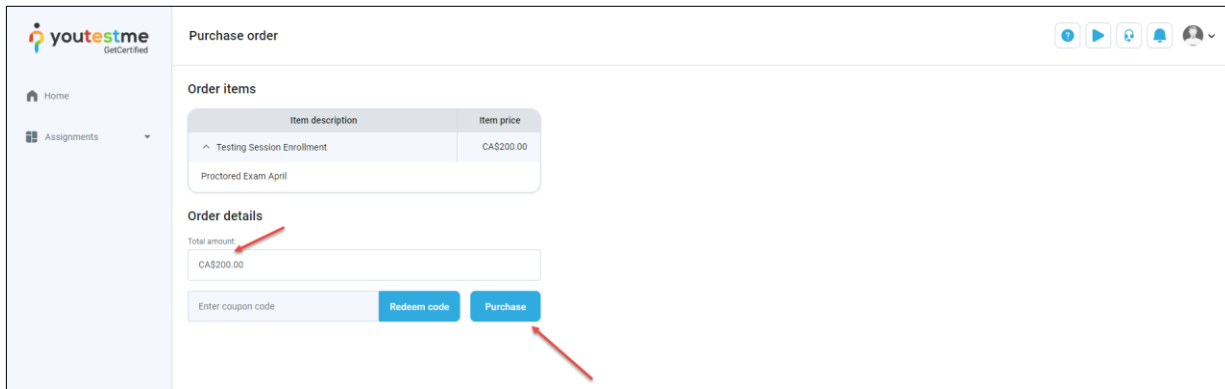 youtestme
GetCertified
Purchase order
Home
Assignments
Order items
Item description Item price
Testing Session Enrollment CA$200.00
Proctored Exam April
Order details
Total amount:
CA$200.00
Enter coupon code Redeem code Purchase